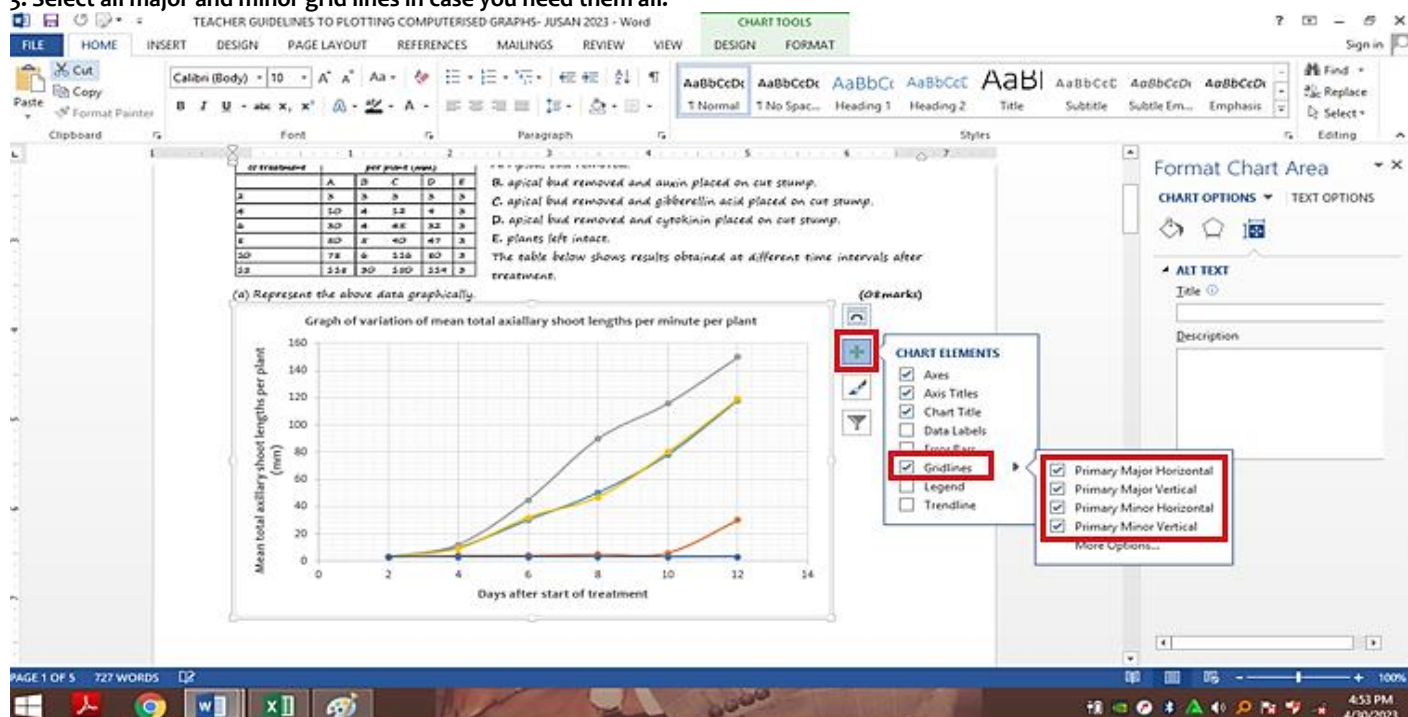 5. Select all major and minor grid lines in case you need them all.
TEACHER GUIDELINES TO PLOTTING COMPUTERISED GRAPHS- JUSAN 2023 - Word
CHART TOOLS
FILE HOME INSERT DESIGN PAGE LAYOUT REFERENCES MAILINGS REVIEW VIEW DESIGN FORMAT Sign in
Cut
Copy
Format Painter
Paste
Calibri (Body) 10
Find
Replace
Select
AaBbCcDc AaBbCcDc AaBbCc AaBbCcC AaBl AaBbCcC AaBbCcDc AaBbCcDc
¶ Normal ¶ No Spac... Heading 1 Heading 2 Title Subtitle Subtle Em... Emphasis
Clipboard Font Paragraph Styles Editing
per plant (mm)
A B C D E
B. apical bud removed and auxin placed on cut stump.
C. apical bud removed and gibberellin acid placed on cut stump.
D. apical bud removed and cytokinin placed on cut stump.
E. plants left intact.
The table below shows results obtained at different time intervals after
treatment.
(a) Represent the above data graphically. (08marks)
Graph of variation of mean total axiallary shoot lengths per minute per plant
Mean total axillary shoot lengths per plant
(mm)
160
140
120
100
80
60
40
20
0
0 2 4 6 8 10 12 14
Days after start of treatment
CHART ELEMENTS
Axes
Axis Titles
Chart Title
Data Labels
Error Bars
Gridlines
Legend
Trendline
Primary Major Horizontal
Primary Major Vertical
Primary Minor Horizontal
Primary Minor Vertical
More Options...
Format Chart Area
CHART OPTIONS TEXT OPTIONS
ALT TEXT
Title
Description
PAGE 1 OF 5 727 WORDS 100%
4:53 PM
4/30/2023